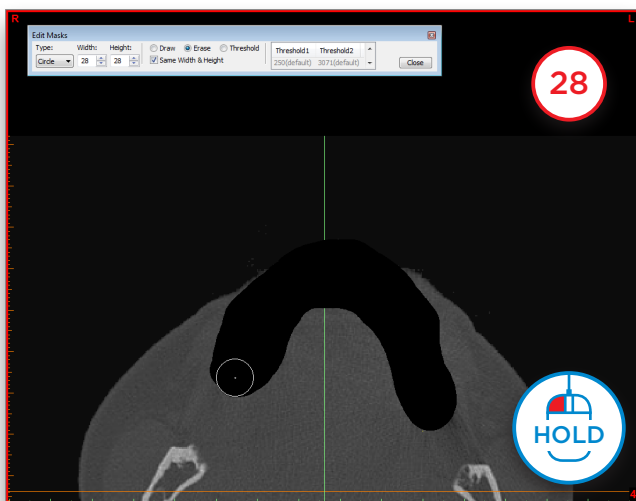 R
L
Edit Masks
Type: Width: Height: Draw Erase Threshold Threshold1 Threshold2
Circle 28 28 Same Width & Height 250(default) 3071(default) Close
28
HOLD